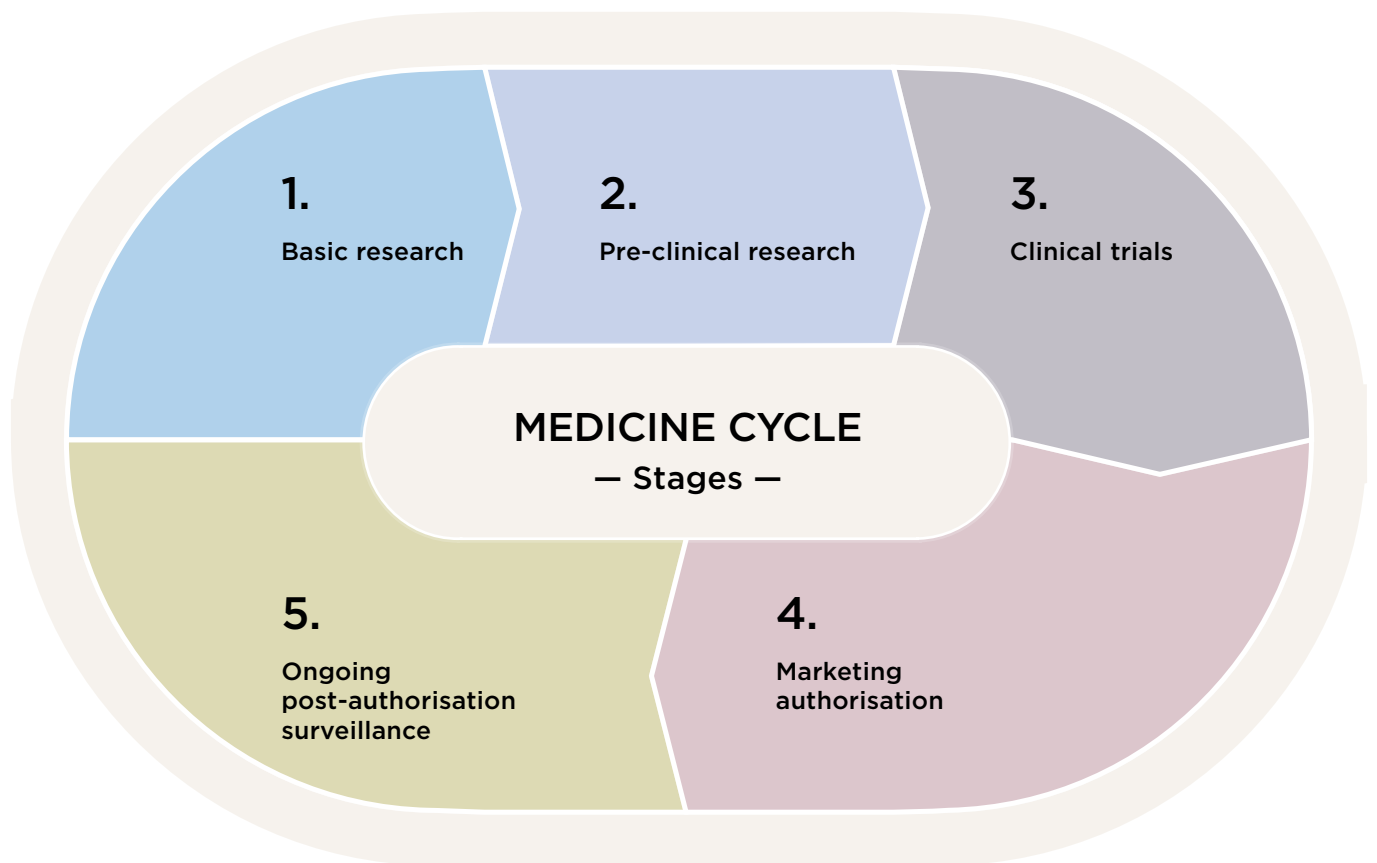 1.
Basic research
2.
Pre-clinical research
3.
Clinical trials
MEDICINE CYCLE
— Stages —
4.
Marketing
authorisation
5.
Ongoing
post-authorisation
surveillance